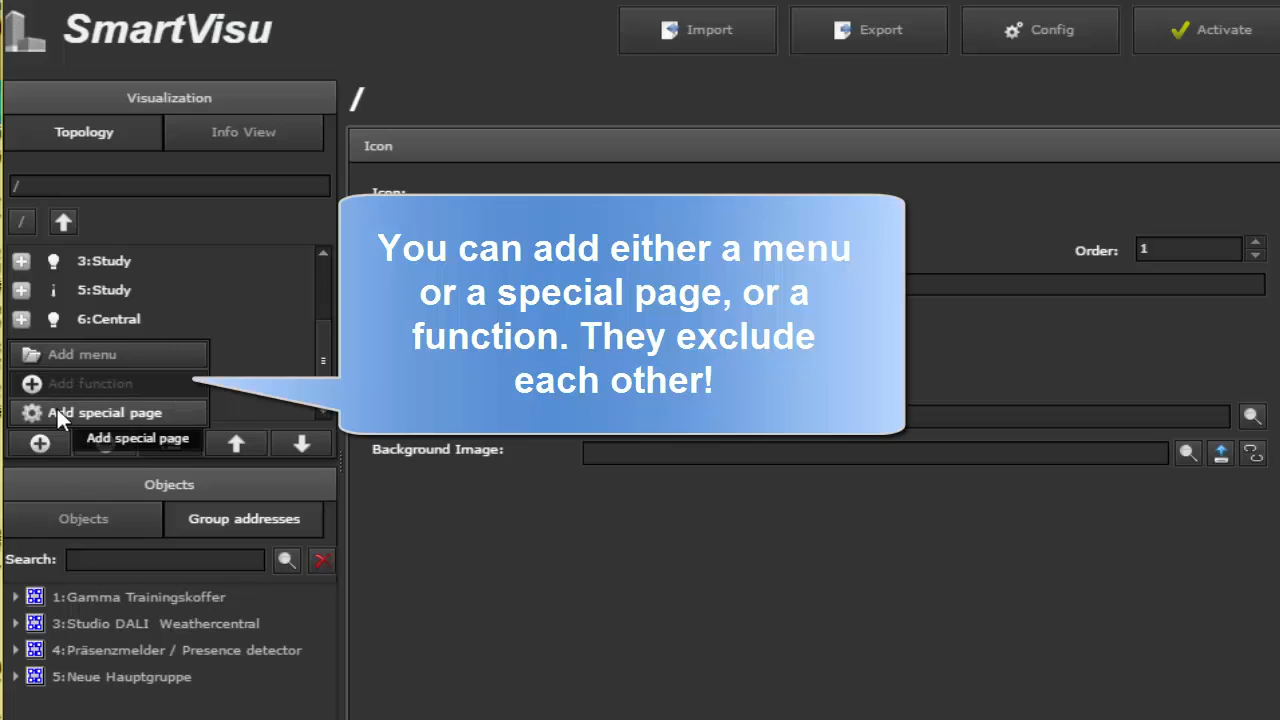 SmartVisu
Import
Export
Config
Activate
Visualization
Topology
Info View
/
/
/
3:Study
5:Study
6:Central
Add menu
Add function
Add special page
Add special page
Icon
Icon:
Order:
1
You can add either a menu
or a special page, or a
function. They exclude
each other!
Background Image:
Objects
Objects
Group addresses
Search:
1:Gamma Trainingskoffer
3:Studio DALI Weathercentral
4:Präsenzmelder / Presence detector
5:Neue Hauptgruppe